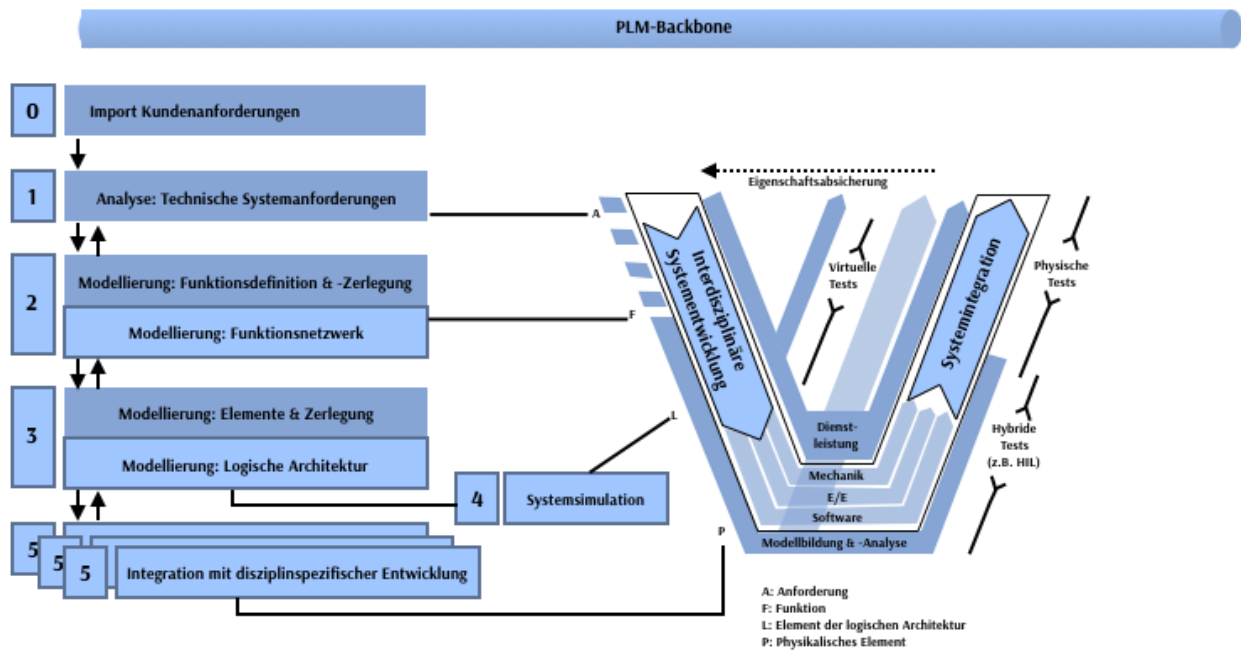 PLM-Backbone
0
Import Kundenanforderungen
1
Analyse: Technische Systemanforderungen
2
Modellierung: Funktionsdefinition & -Zerlegung
Modellierung: Funktionsnetzwerk
3
Modellierung: Elemente & Zerlegung
Modellierung: Logische Architektur
4
Systemsimulation
5
5
5
Integration mit disziplinspezifischer Entwicklung
A
F
L
P
Eigenschaftsabsicherung
Interdisziplinäre
Systementwicklung
Virtuelle
Tests
Systemintegration
Physische
Tests
Hybride
Tests
(z.B. HIL)
Dienst-
leistung
Mechanik
E/E
Software
Modellbildung & -Analyse
A: Anforderung
F: Funktion
L: Element der logischen Architektur
P: Physikalisches Element